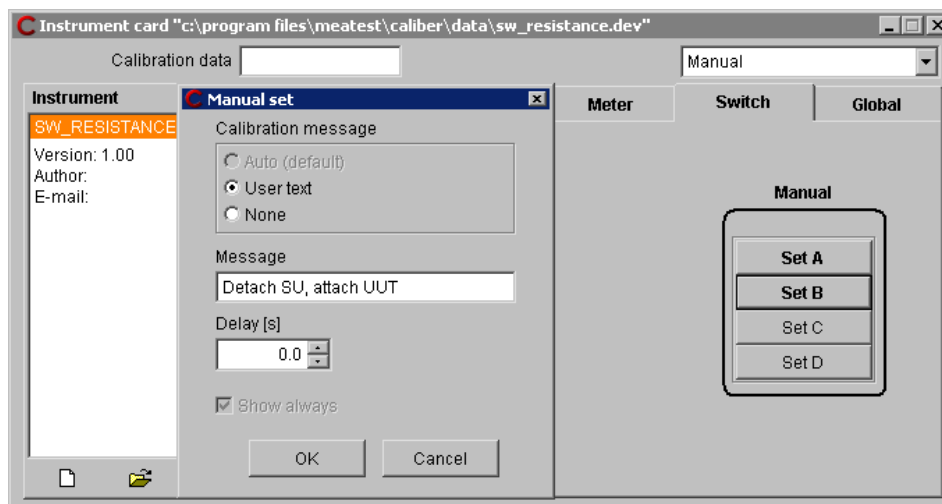 Instrument card "c:\program files\meatest\caliber\data\sw_resistance.dev"
Calibration data
Manual
Instrument
SW_RESISTANCE
Version: 1.00
Author:
E-mail:
Manual set
Calibration message
Auto (default)
User text
None
Message
Detach SU, attach UUT
Delay [s]
0.0
Show always
OK
Cancel
Meter
Switch
Global
Manual
Set A
Set B
Set C
Set D